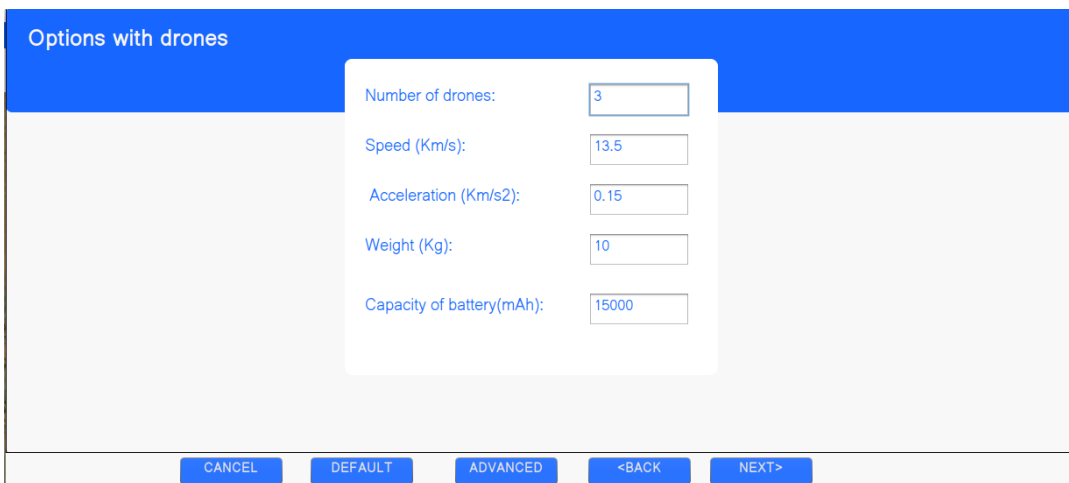 Options with drones
Number of drones: 3
Speed (Km/s): 13.5
Acceleration (Km/s2): 0.15
Weight (Kg): 10
Capacity of battery(mAh): 15000
CANCEL DEFAULT ADVANCED <BACK NEXT>